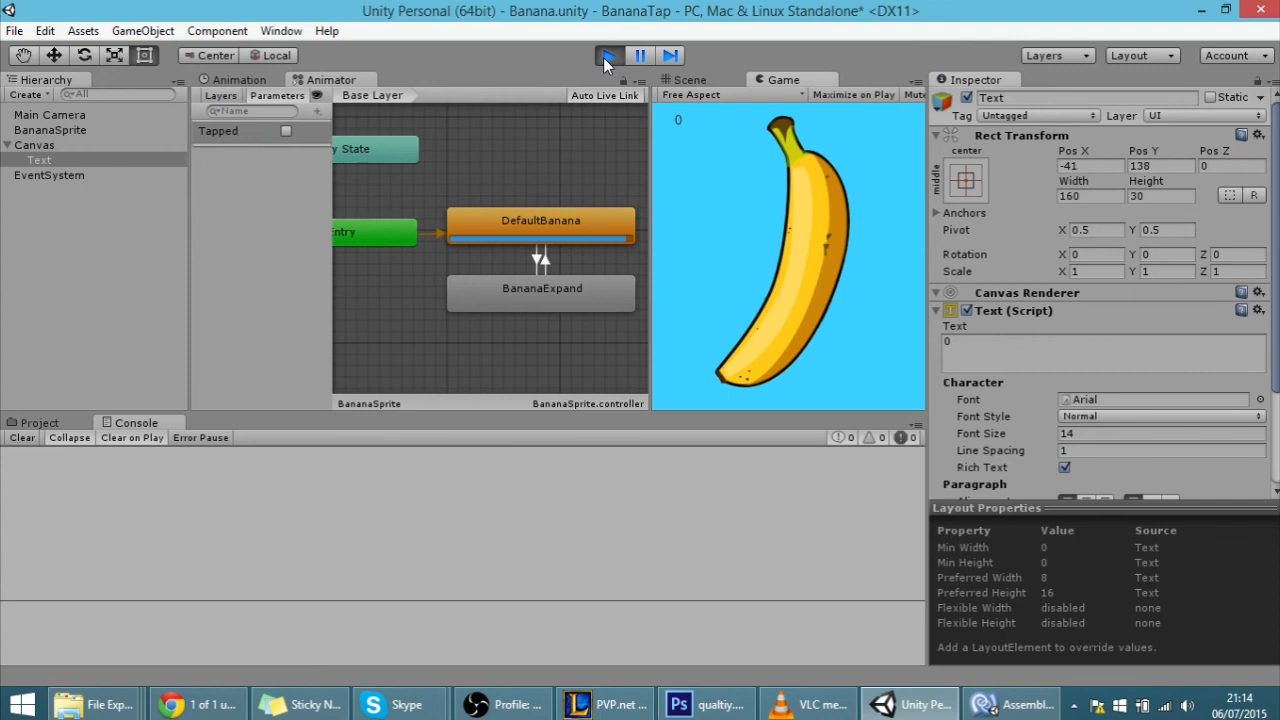 Unity Personal (64bit) - Banana.unity - BananaTap - PC, Mac & Linux Standalone* <DX11>
File Edit Assets GameObject Component Window Help
Center Local Layers Layout Account
Hierarchy
Create All
Main Camera
BananaSprite
Canvas
Text
EventSystem
Animation Animator
Layers Parameters Base Layer Auto Live Link
Name
Tapped
y State
Entry
DefaultBanana
BananaExpand
BananaSprite BananaSprite.controller
Scene Game
Free Aspect Maximize on Play Mut
0
Inspector
Text Static
Tag Untagged Layer UI
Rect Transform
center Pos X Pos Y Pos Z
middle -41 138 0
Width Height
160 30 R
Anchors
Pivot X 0.5 Y 0.5
Rotation X 0 Y 0 Z 0
Scale X 1 Y 1 Z 1
Canvas Renderer
Text (Script)
Text
0
Character
Font Arial
Font Style Normal
Font Size 14
Line Spacing 1
Rich Text
Paragraph
Layout Properties
Property Value Source
Min Width 0 Text
Min Height 0 Text
Preferred Width 8 Text
Preferred Height 16 Text
Flexible Width disabled none
Flexible Height disabled none
Add a LayoutElement to override values.
Project Console
Clear Collapse Clear on Play Error Pause 0 0 0
File Exp... 1 of 1 u... Sticky N... Skype Profile: ... PVP.net ... qualtiy.... VLC me... Unity Pe... Assembl...
21:14
06/07/2015